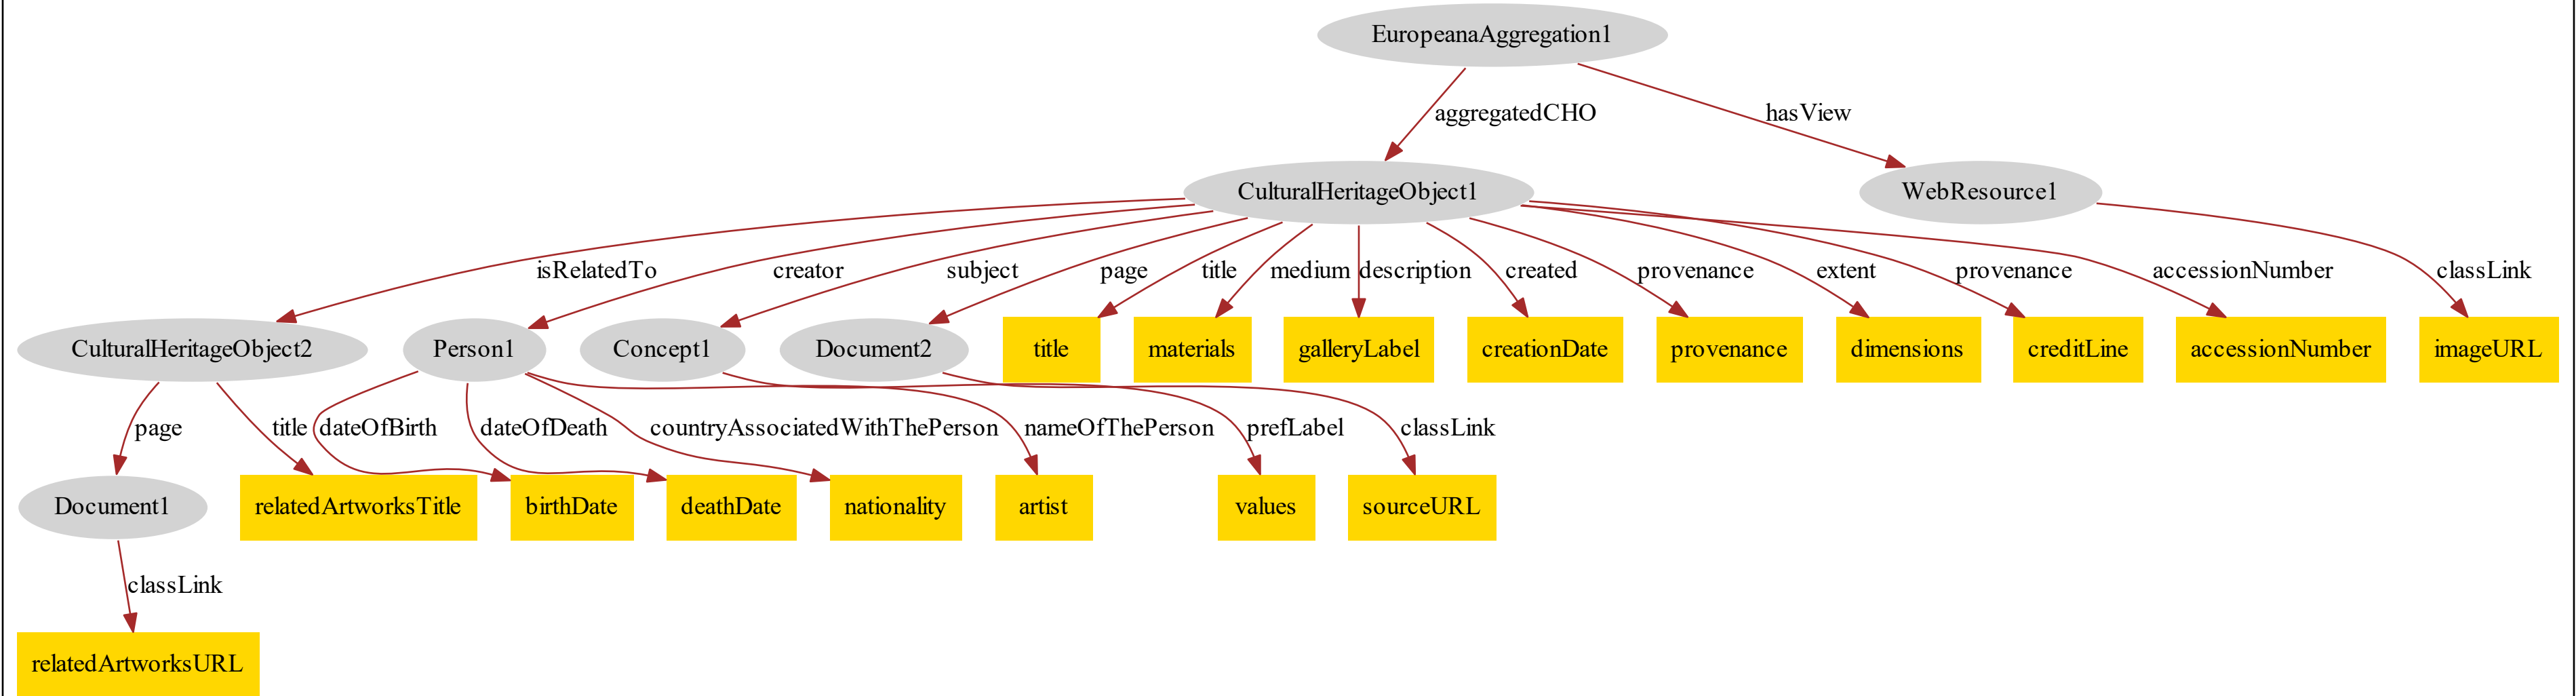 EuropeanaAggregation1
aggregatedCHO
hasView
CulturalHeritageObject1
WebResource1
isRelatedTo
creator
subject
page
title
medium
description
created
provenance
extent
provenance
accessionNumber
classLink
CulturalHeritageObject2
Person1
Concept1
Document2
title
materials
galleryLabel
creationDate
provenance
dimensions
creditLine
accessionNumber
imageURL
page
title
dateOfBirth
dateOfDeath
countryAssociatedWithThePerson
nameOfThePerson
prefLabel
classLink
Document1
relatedArtworksTitle
birthDate
deathDate
nationality
artist
values
sourceURL
classLink
relatedArtworksURL